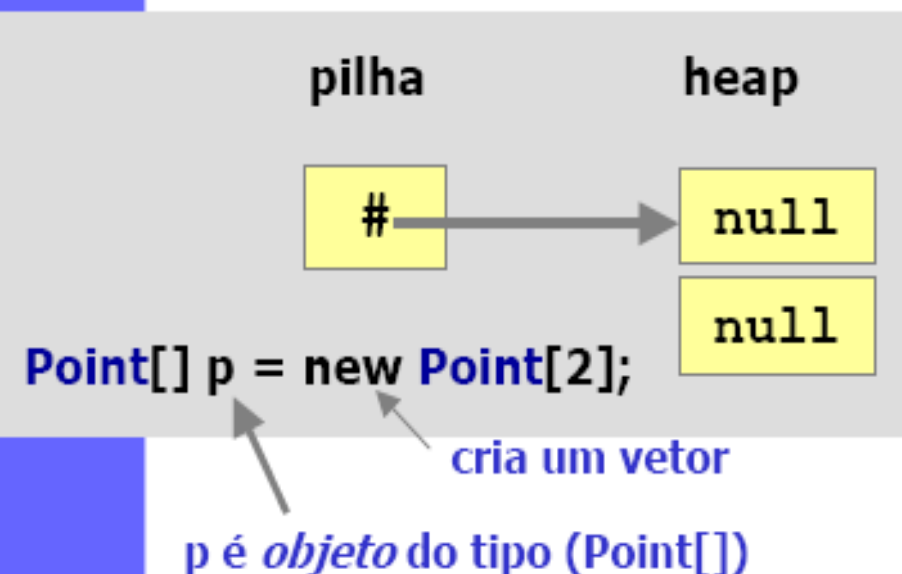 pilha heap
# null
null
Point[] p = new Point[2];
cria um vetor
p é objeto do tipo (Point[])